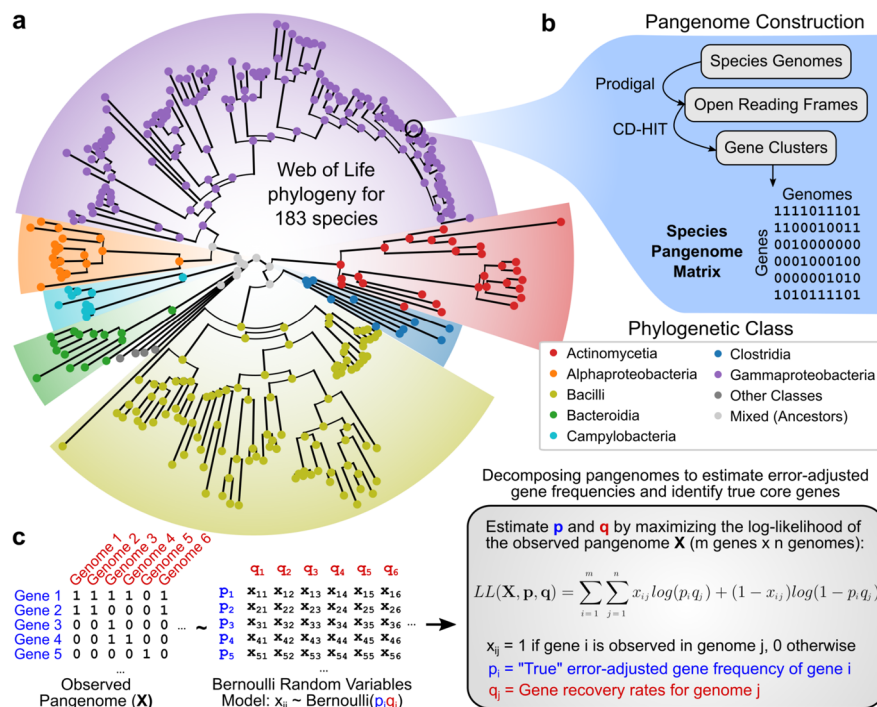 a
Web of Life
phylogeny for
183 species
b
Pangenome Construction
Species Genomes
Prodigal
Open Reading Frames
CD-HIT
Gene Clusters
Genomes
Genes
1111011101
1100010011
0010000000
0001000100
0000001010
1010111101
Species
Pangenome
Matrix
Phylogenetic Class
Actinomycetia
Alphaproteobacteria
Bacilli
Bacteroidia
Campylobacteria
Clostridia
Gammaproteobacteria
Other Classes
Mixed (Ancestors)
c
Genome 1
Genome 2
Genome 3
Genome 4
Genome 5
Genome 6
Gene 1 1 1 1 1 0 1
Gene 2 1 1 0 0 0 1
Gene 3 0 0 1 0 0 0 ...
Gene 4 0 0 1 1 0 0
Gene 5 0 0 0 0 1 0
...
Observed
Pangenome (X)
~
q₁ q₂ q₃ q₄ q₅ q₆
p₁ x₁₁ x₁₂ x₁₃ x₁₄ x₁₅ x₁₆
p₂ x₂₁ x₂₂ x₂₃ x₂₄ x₂₅ x₂₆
p₃ x₃₁ x₃₂ x₃₃ x₃₄ x₃₅ x₃₆ ...
p₄ x₄₁ x₄₂ x₄₃ x₄₄ x₄₅ x₄₆
p₅ x₅₁ x₅₂ x₅₃ x₅₄ x₅₅ x₅₆
...
Bernoulli Random Variables
Model: xᵢⱼ ~ Bernoulli(pᵢqⱼ)
Decomposing pangenomes to estimate error-adjusted
gene frequencies and identify true core genes
Estimate p and q by maximizing the log-likelihood of
the observed pangenome X (m genes x n genomes):
LL(X, p, q) = ∑ᵢ₌₁ᵐ ∑ⱼ₌₁ⁿ xᵢⱼlog(pᵢqⱼ) + (1 − xᵢⱼ)log(1 − pᵢqⱼ)
xᵢⱼ = 1 if gene i is observed in genome j, 0 otherwise
pᵢ = "True" error-adjusted gene frequency of gene i
qⱼ = Gene recovery rates for genome j